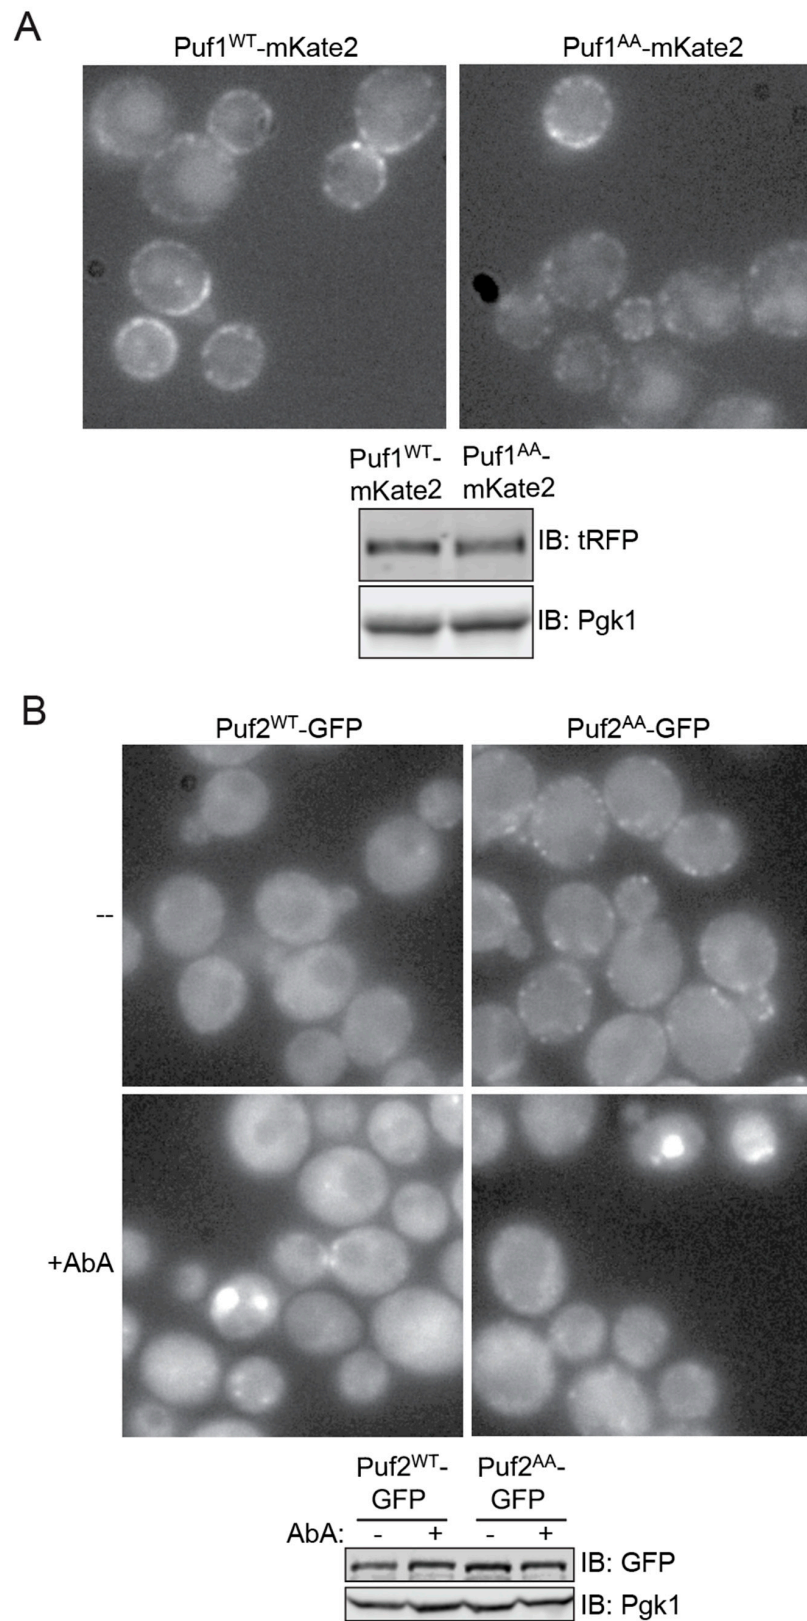 A
Puf1WT-mKate2 Puf1AA-mKate2
Puf1WT- Puf1AA-
mKate2 mKate2
IB: tRFP
IB: Pgk1
B
Puf2WT-GFP Puf2AA-GFP
--
+AbA
Puf2WT- Puf2AA-
GFP GFP
AbA: - + - +
IB: GFP
IB: Pgk1